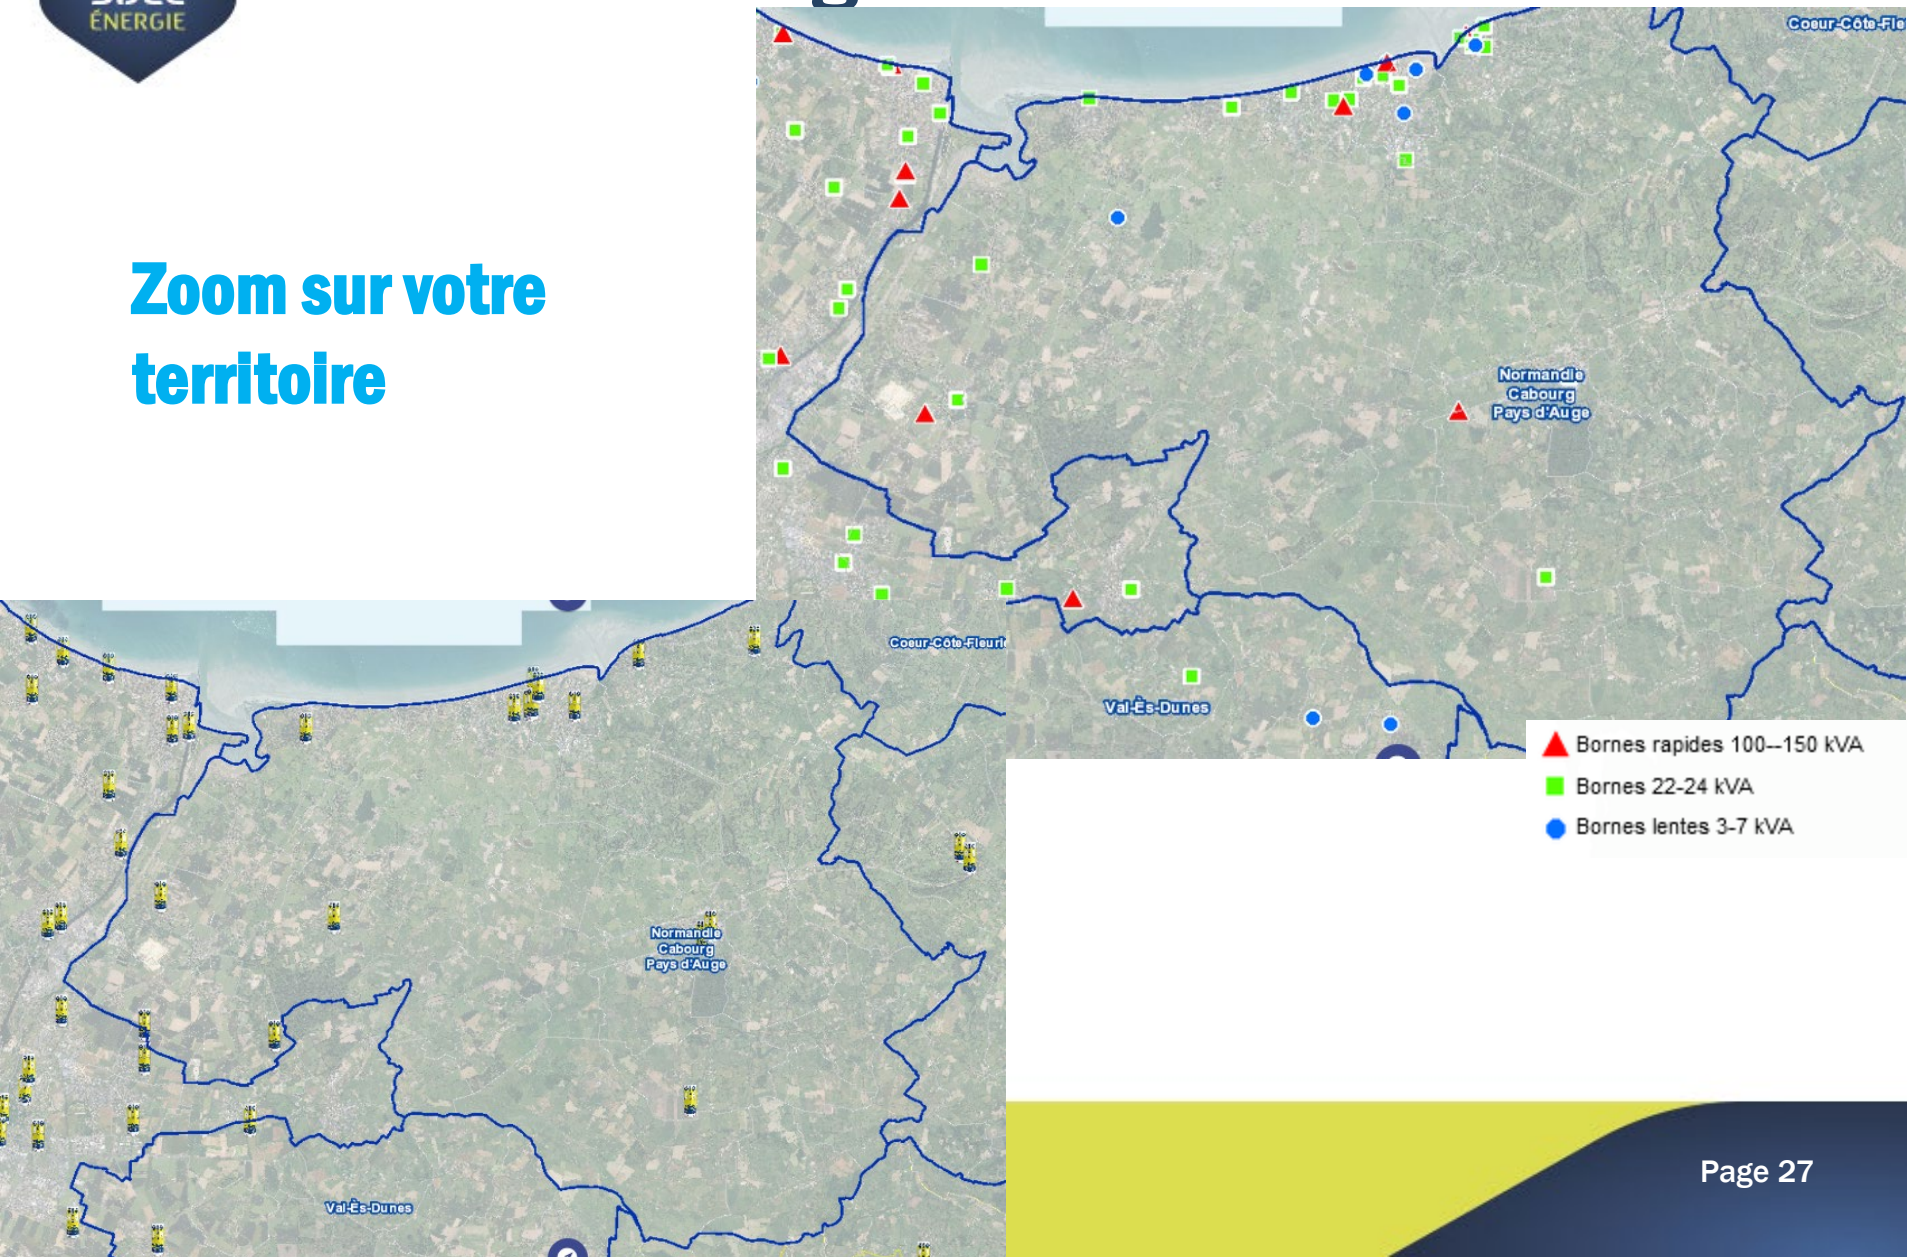 ÉNERGIE
Zoom sur votre
territoire
Coeur-Côte-Fle
Normandie
Cabourg
Pays d'Auge
Val-Ès-Dunes
Bornes rapides 100--150 kVA
Bornes 22-24 kVA
Bornes lentes 3-7 kVA
Coeur-Côte-Fleurie
Normandie
Cabourg
Pays d'Auge
Val-Ès-Dunes
Page 27